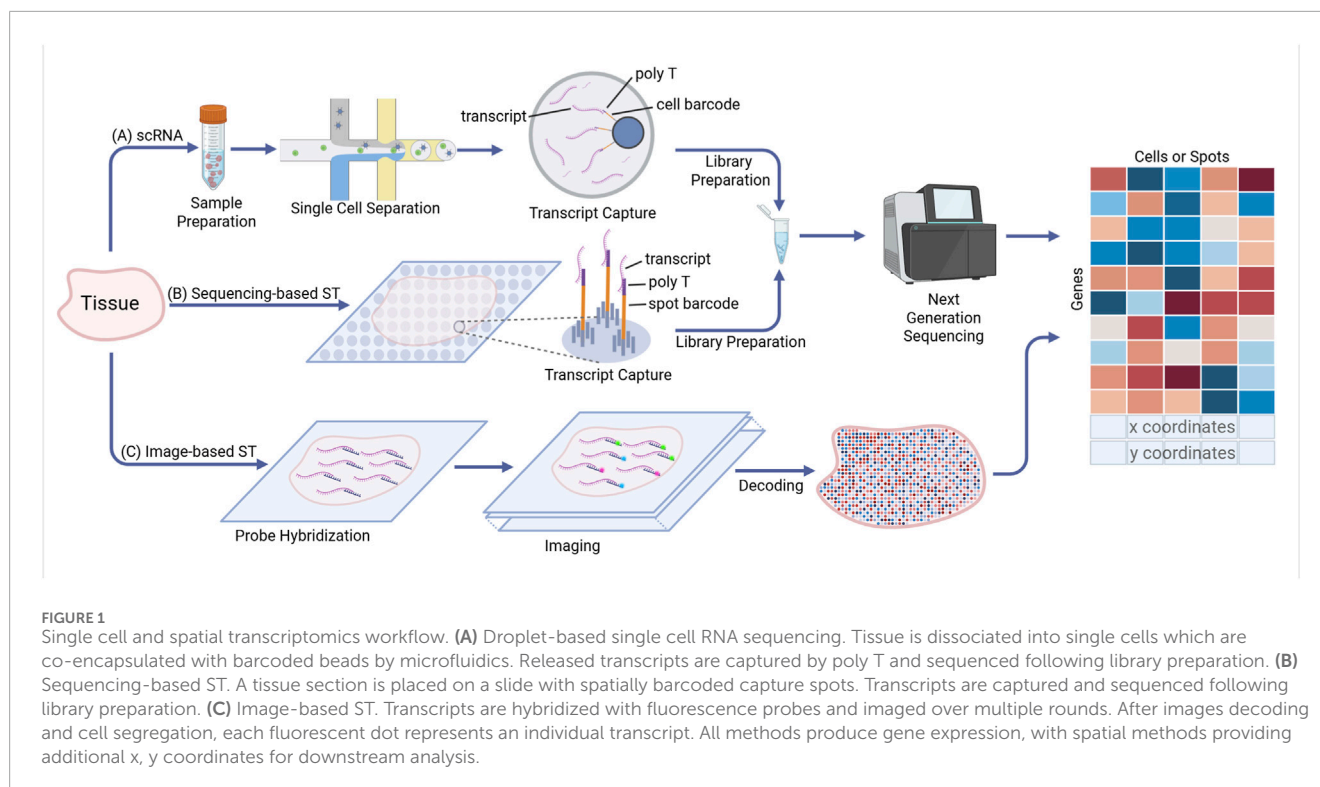 (A) scRNA
Sample
Preparation
Single Cell Separation
transcript
poly T
cell barcode
Transcript Capture
Library
Preparation
Tissue
(B) Sequencing-based ST
transcript
poly T
spot barcode
Transcript Capture
Library Preparation
Next
Generation
Sequencing
(C) Image-based ST
Probe Hybridization
Imaging
Decoding
Cells or Spots
Genes
x coordinates
y coordinates
FIGURE 1
Single cell and spatial transcriptomics workflow. (A) Droplet-based single cell RNA sequencing. Tissue is dissociated into single cells which are
co-encapsulated with barcoded beads by microfluidics. Released transcripts are captured by poly T and sequenced following library preparation. (B)
Sequencing-based ST. A tissue section is placed on a slide with spatially barcoded capture spots. Transcripts are captured and sequenced following
library preparation. (C) Image-based ST. Transcripts are hybridized with fluorescence probes and imaged over multiple rounds. After images decoding
and cell segregation, each fluorescent dot represents an individual transcript. All methods produce gene expression, with spatial methods providing
additional x, y coordinates for downstream analysis.